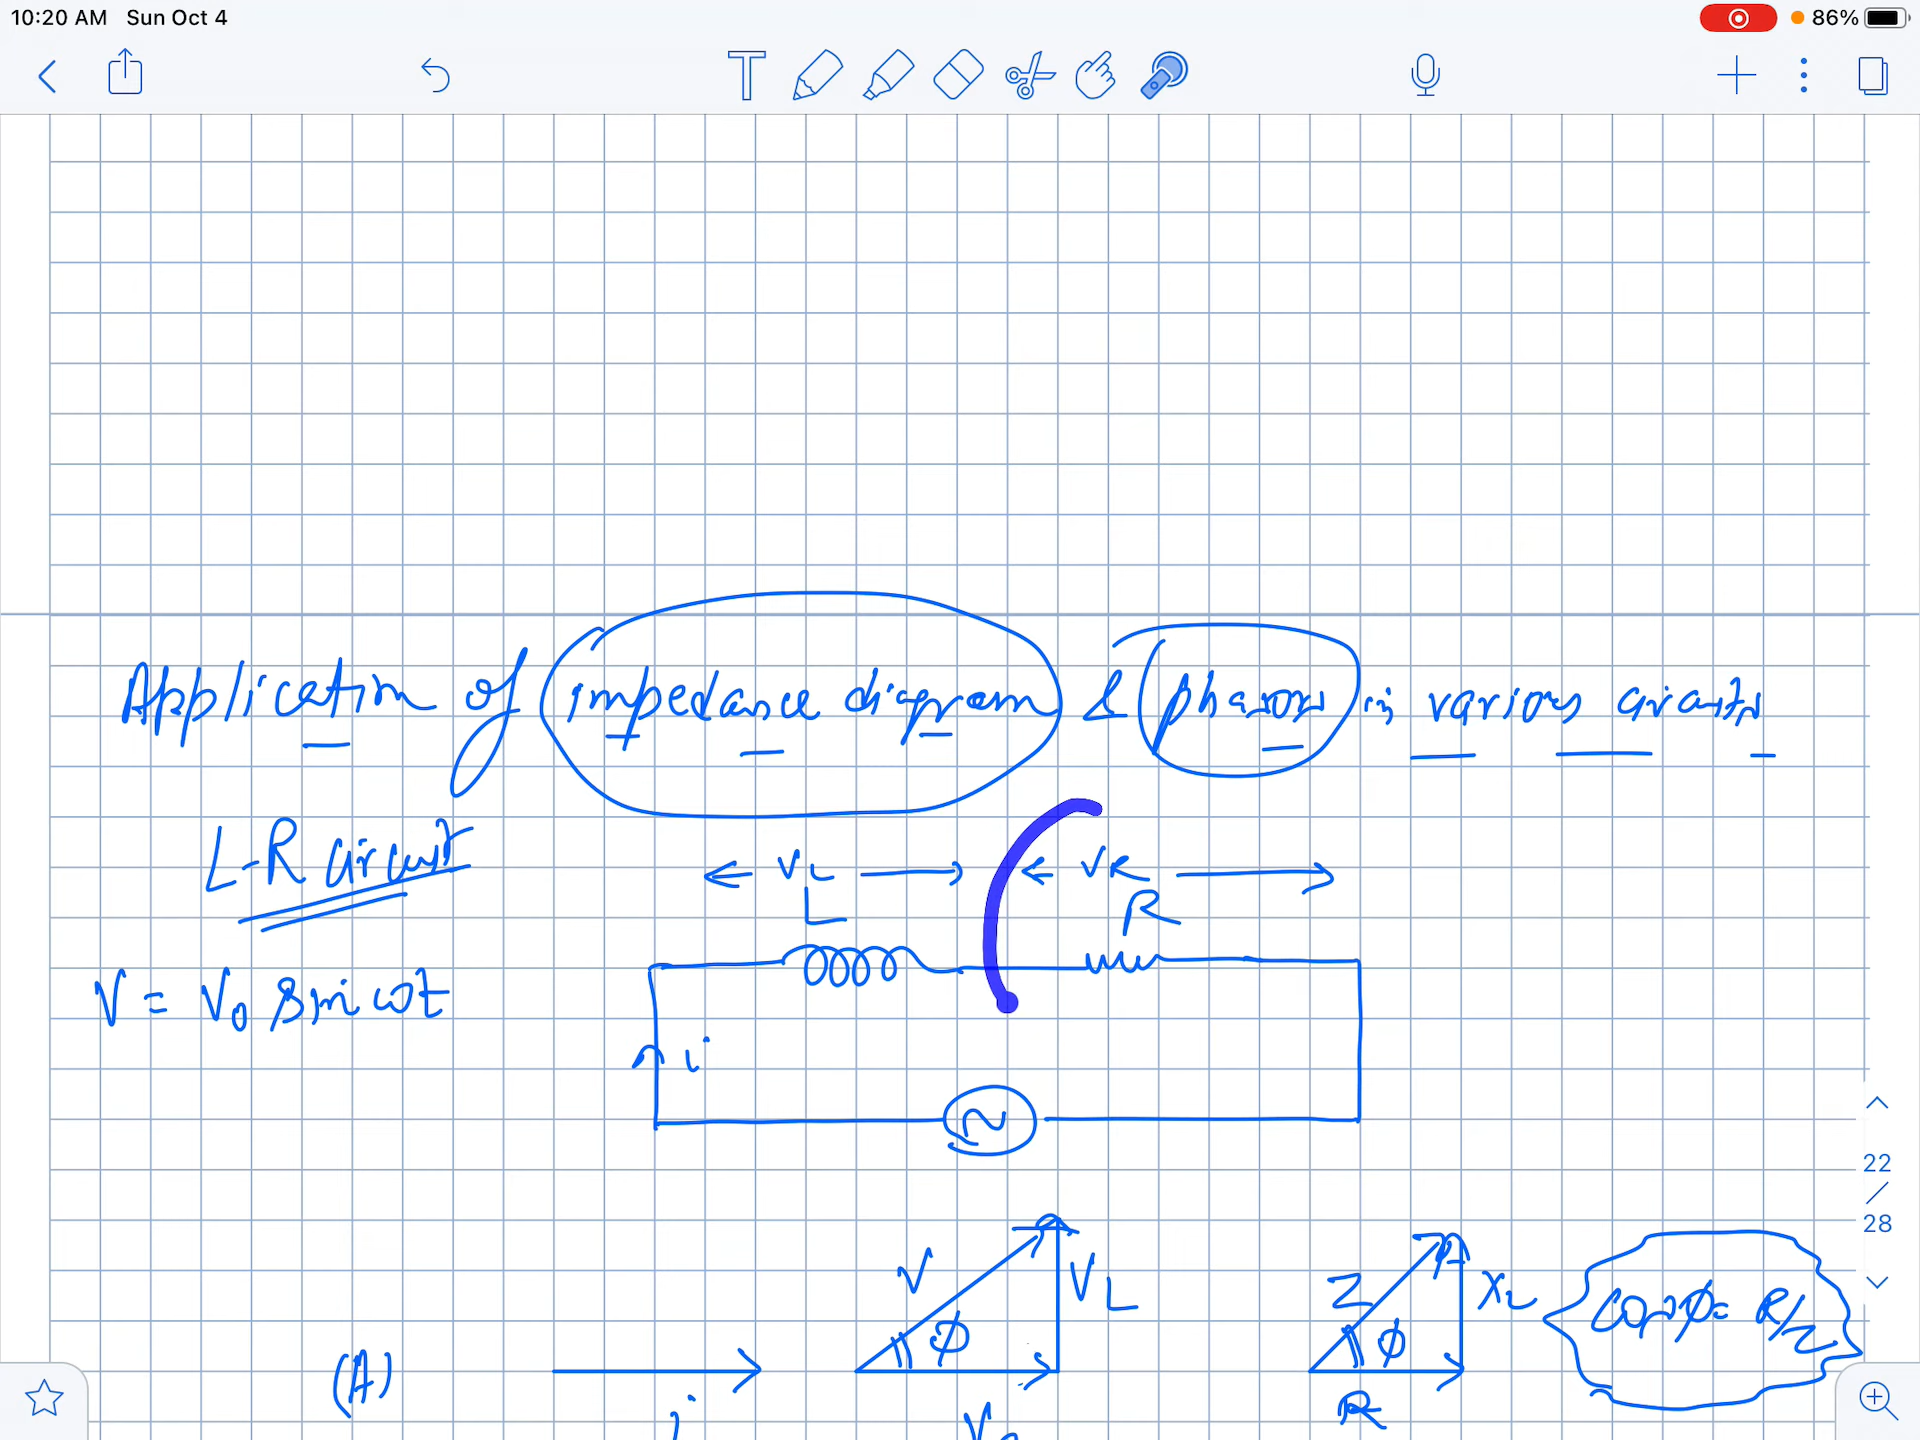 10:20 AM Sun Oct 4
86%
Application of impedance diagram & phasors in various circuits
L-R circuit
VL
VR
L
R
V = V0 sin ωt
i
22
/
28
V
VL
Z
XL
cos φ = R/Z
φ
φ
(A)
i
R